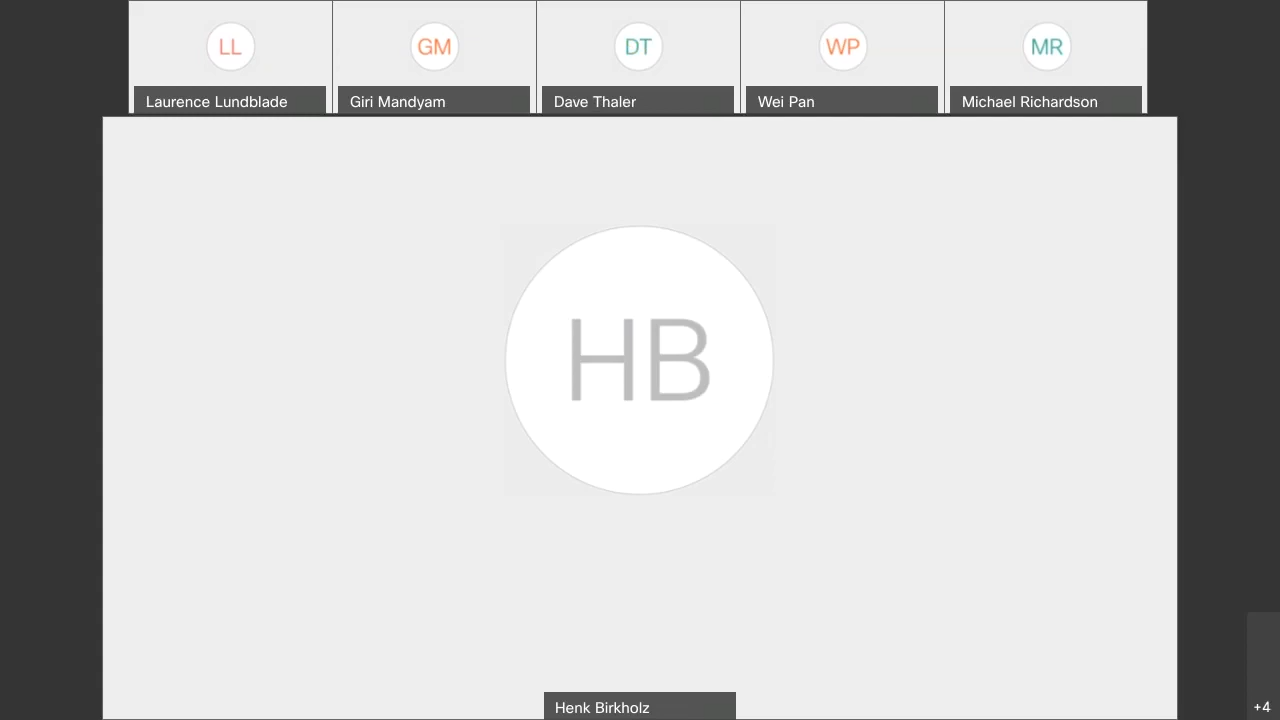 LL
GM
DT
WP
MR
Laurence Lundblade
Giri Mandyam
Dave Thaler
Wei Pan
Michael Richardson
HB
Henk Birkholz
+4